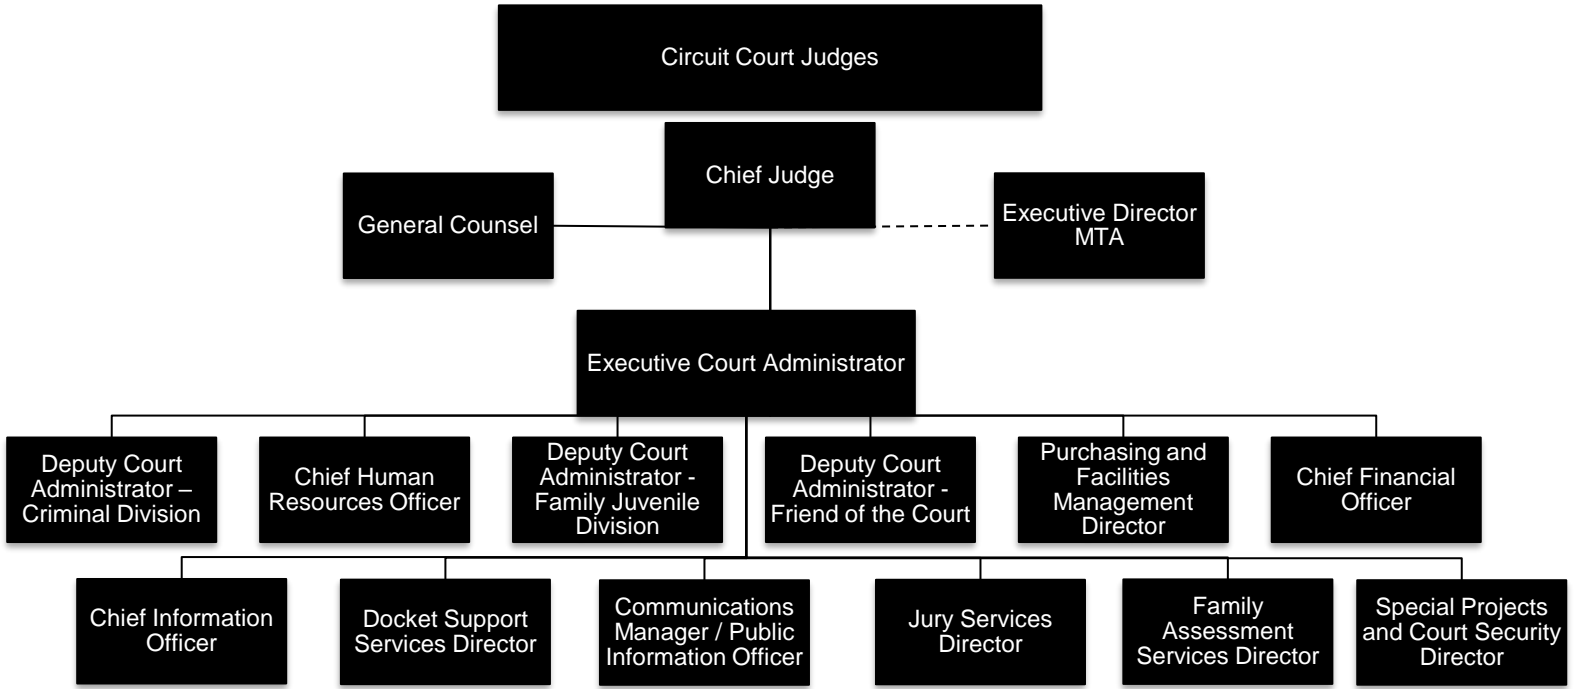 Circuit Court Judges
Chief Judge
General Counsel
Executive Director
MTA
Executive Court Administrator
Deputy Court
Administrator –
Criminal Division
Chief Human
Resources Officer
Deputy Court
Administrator -
Family Juvenile
Division
Deputy Court
Administrator -
Friend of the Court
Purchasing and
Facilities
Management
Director
Chief Financial
Officer
Chief Information
Officer
Docket Support
Services Director
Communications
Manager / Public
Information Officer
Jury Services
Director
Family
Assessment
Services Director
Special Projects
and Court Security
Director